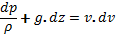 dp/ρ + g.dz = v.dv